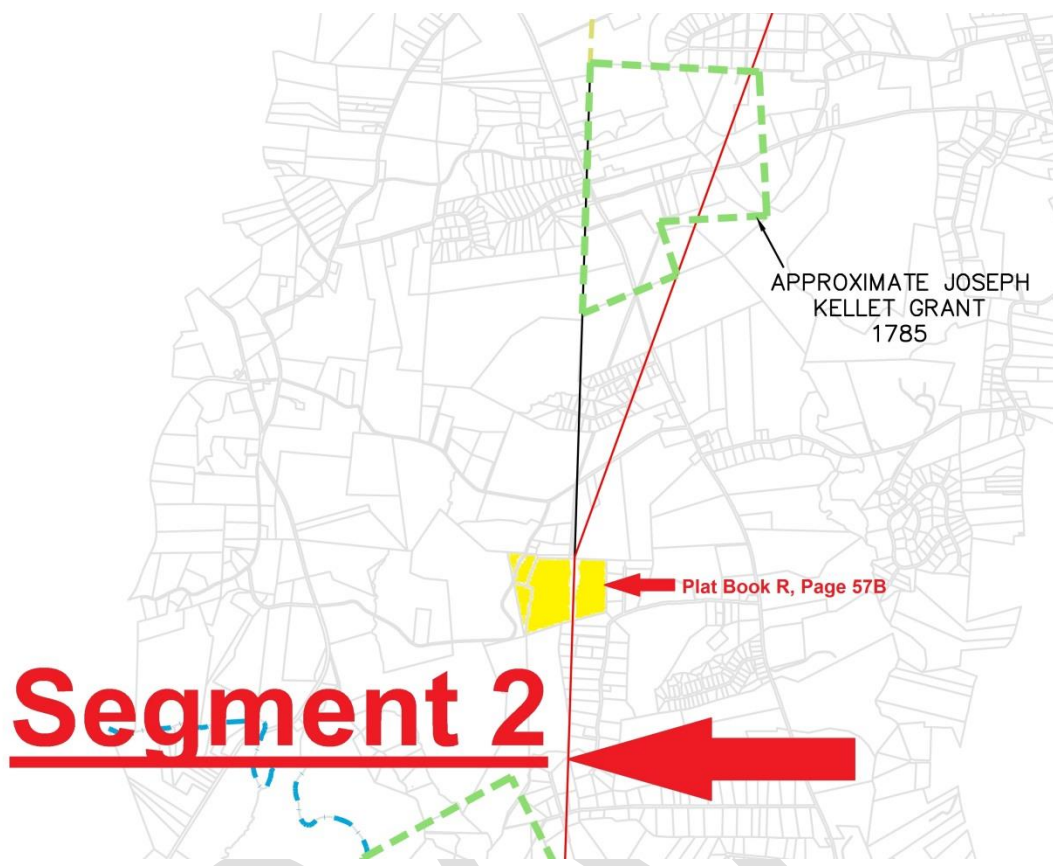 APPROXIMATE JOSEPH
KELLET GRANT
1785
Plat Book R, Page 57B
Segment 2